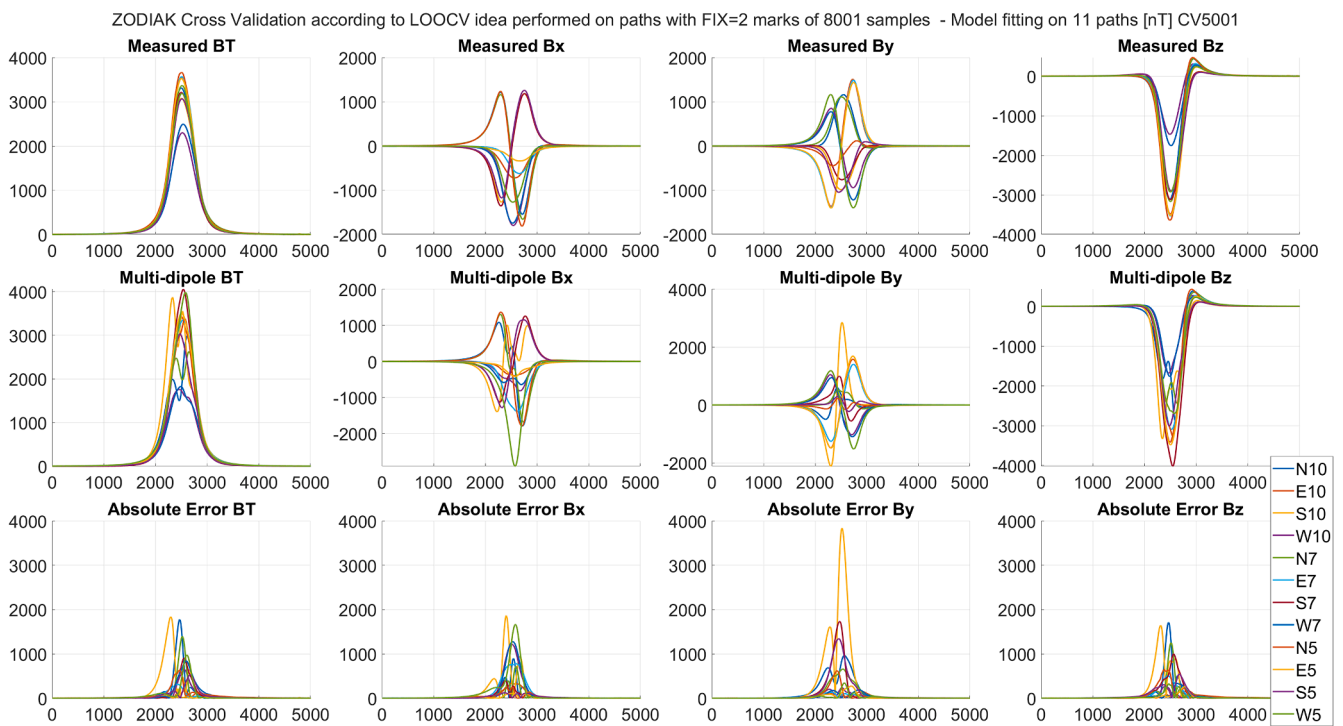 ZODIAK Cross Validation according to LOOCV idea performed on paths with FIX=2 marks of 8001 samples - Model fitting on 11 paths [nT] CV5001
Measured BT
Measured Bx
Measured By
Measured Bz
4000
3000
2000
1000
0
0 1000 2000 3000 4000 5000
2000
1000
0
-1000
-2000
0 1000 2000 3000 4000 5000
2000
1000
0
-1000
-2000
0 1000 2000 3000 4000 5000
0
-1000
-2000
-3000
-4000
0 1000 2000 3000 4000 5000
Multi-dipole BT
Multi-dipole Bx
Multi-dipole By
Multi-dipole Bz
4000
3000
2000
1000
0
0 1000 2000 3000 4000 5000
2000
1000
0
-1000
-2000
0 1000 2000 3000 4000 5000
4000
2000
0
-2000
0 1000 2000 3000 4000 5000
0
-1000
-2000
-3000
-4000
0 1000 2000 3000 4000 5000
Absolute Error BT
Absolute Error Bx
Absolute Error By
Absolute Error Bz
4000
3000
2000
1000
0
0 1000 2000 3000 4000 5000
4000
3000
2000
1000
0
0 1000 2000 3000 4000 5000
4000
3000
2000
1000
0
0 1000 2000 3000 4000 5000
4000
3000
2000
1000
0
0 1000 2000 3000 4000
N10
E10
S10
W10
N7
E7
S7
W7
N5
E5
S5
W5